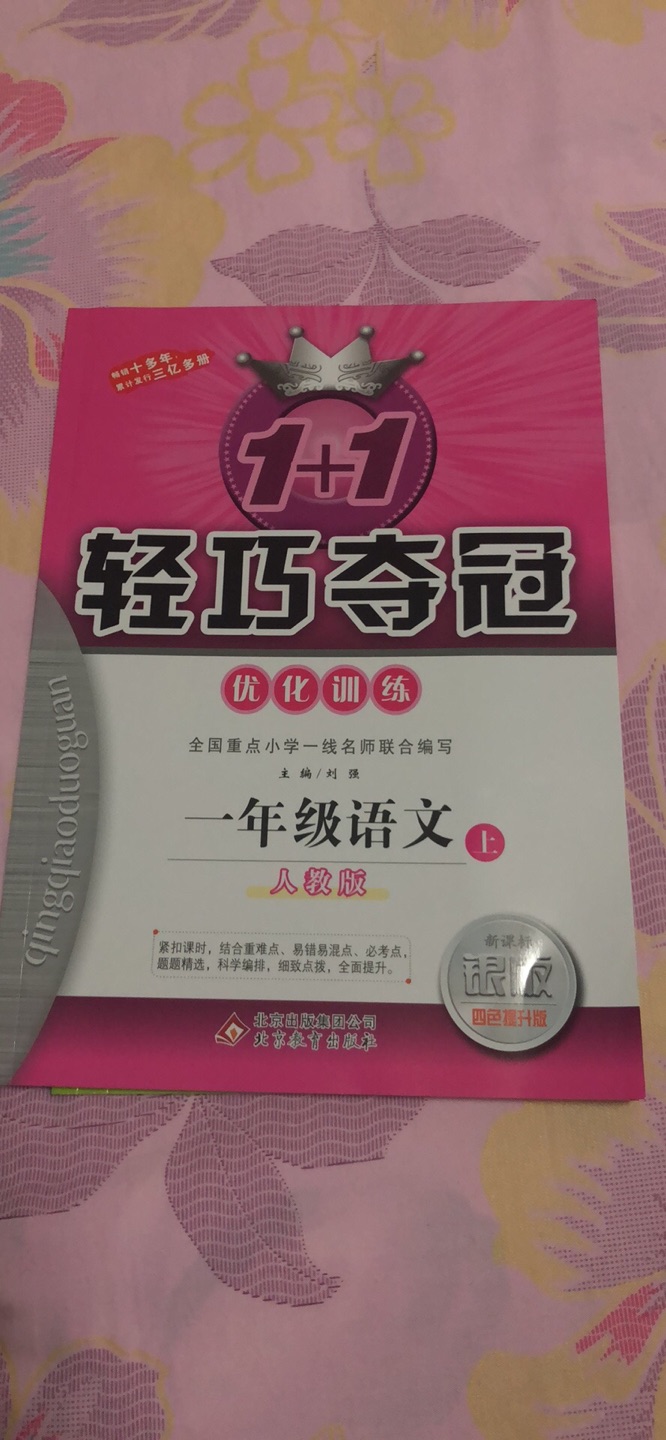 畅销十多年，
累计发行三亿多册
1+1
轻巧夺冠
优化训练
全国重点小学一线名师联合编写
主编/刘强
一年级语文 上
人教版
qingqiaoduoguan
紧扣课时，结合重难点、易错易混点、必考点，
题题精选，科学编排，细致点拨，全面提升。
新课标
银版
四色提升版
北京出版集团公司
北京教育出版社